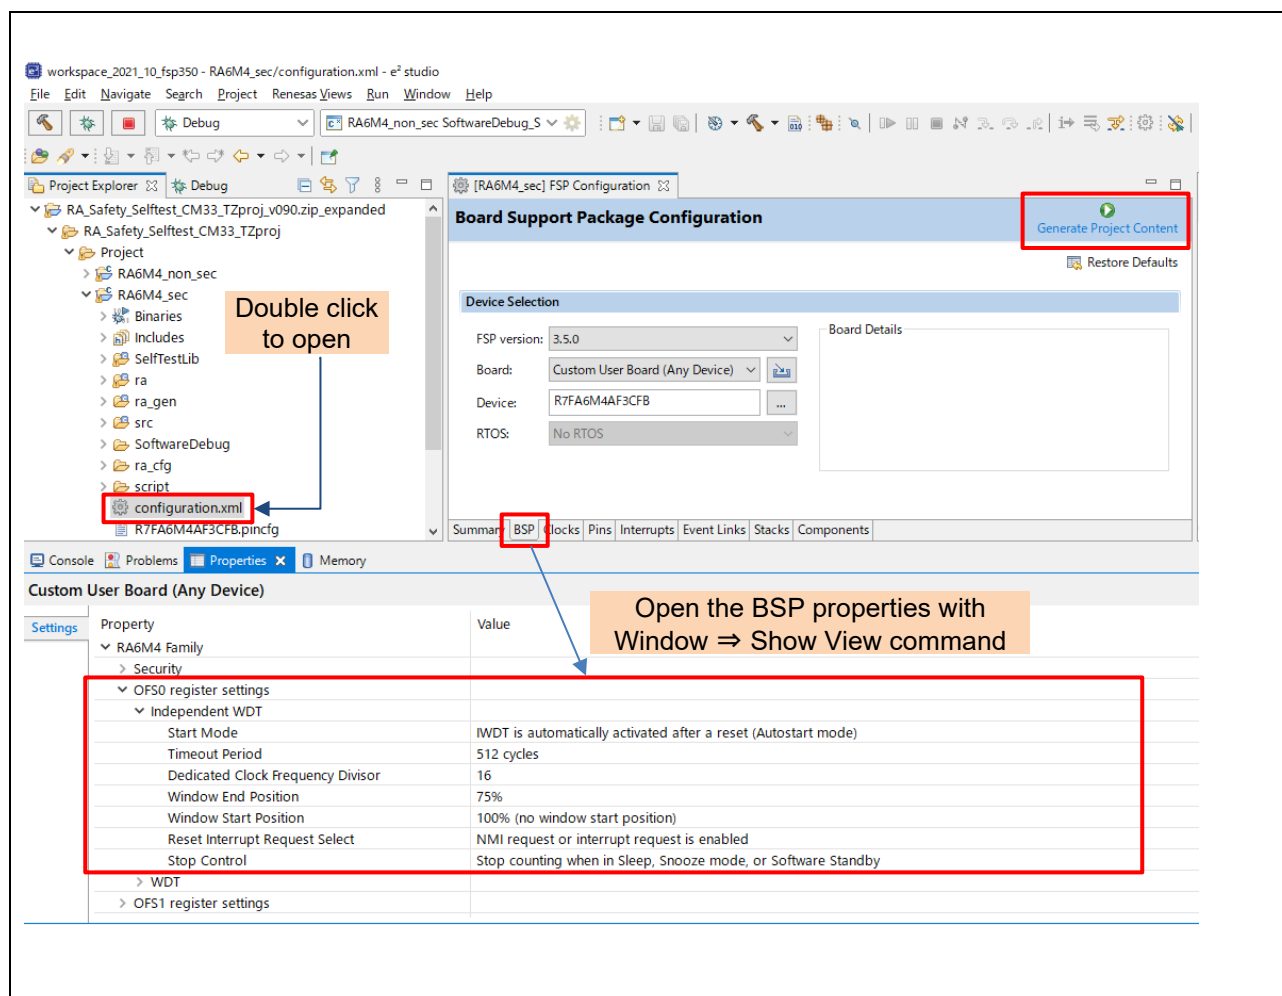 workspace_2021_10_fsp350 - RA6M4_sec/configuration.xml - e² studio
File Edit Navigate Search Project Renesas Views Run Window Help
Debug
RA6M4_non_sec SoftwareDebug_S
Project Explorer
Debug
[RA6M4_sec] FSP Configuration
RA_Safety_Selftest_CM33_TZproj_v090.zip_expanded
RA_Safety_Selftest_CM33_TZproj
Project
RA6M4_non_sec
RA6M4_sec
Binaries
Includes
SelfTestLib
ra
ra_gen
src
SoftwareDebug
ra_cfg
script
configuration.xml
R7FA6M4AF3CFB.pincfg
Double click
to open
Board Support Package Configuration
Generate Project Content
Restore Defaults
Device Selection
FSP version: 3.5.0
Board: Custom User Board (Any Device)
Device: R7FA6M4AF3CFB ...
RTOS: No RTOS
Board Details
Summary BSP Clocks Pins Interrupts Event Links Stacks Components
Console Problems Properties Memory
Custom User Board (Any Device)
Open the BSP properties with
Window ⇒ Show View command
Settings
Property Value
RA6M4 Family
Security
OFS0 register settings
Independent WDT
Start Mode IWDT is automatically activated after a reset (Autostart mode)
Timeout Period 512 cycles
Dedicated Clock Frequency Divisor 16
Window End Position 75%
Window Start Position 100% (no window start position)
Reset Interrupt Request Select NMI request or interrupt request is enabled
Stop Control Stop counting when in Sleep, Snooze mode, or Software Standby
WDT
OFS1 register settings